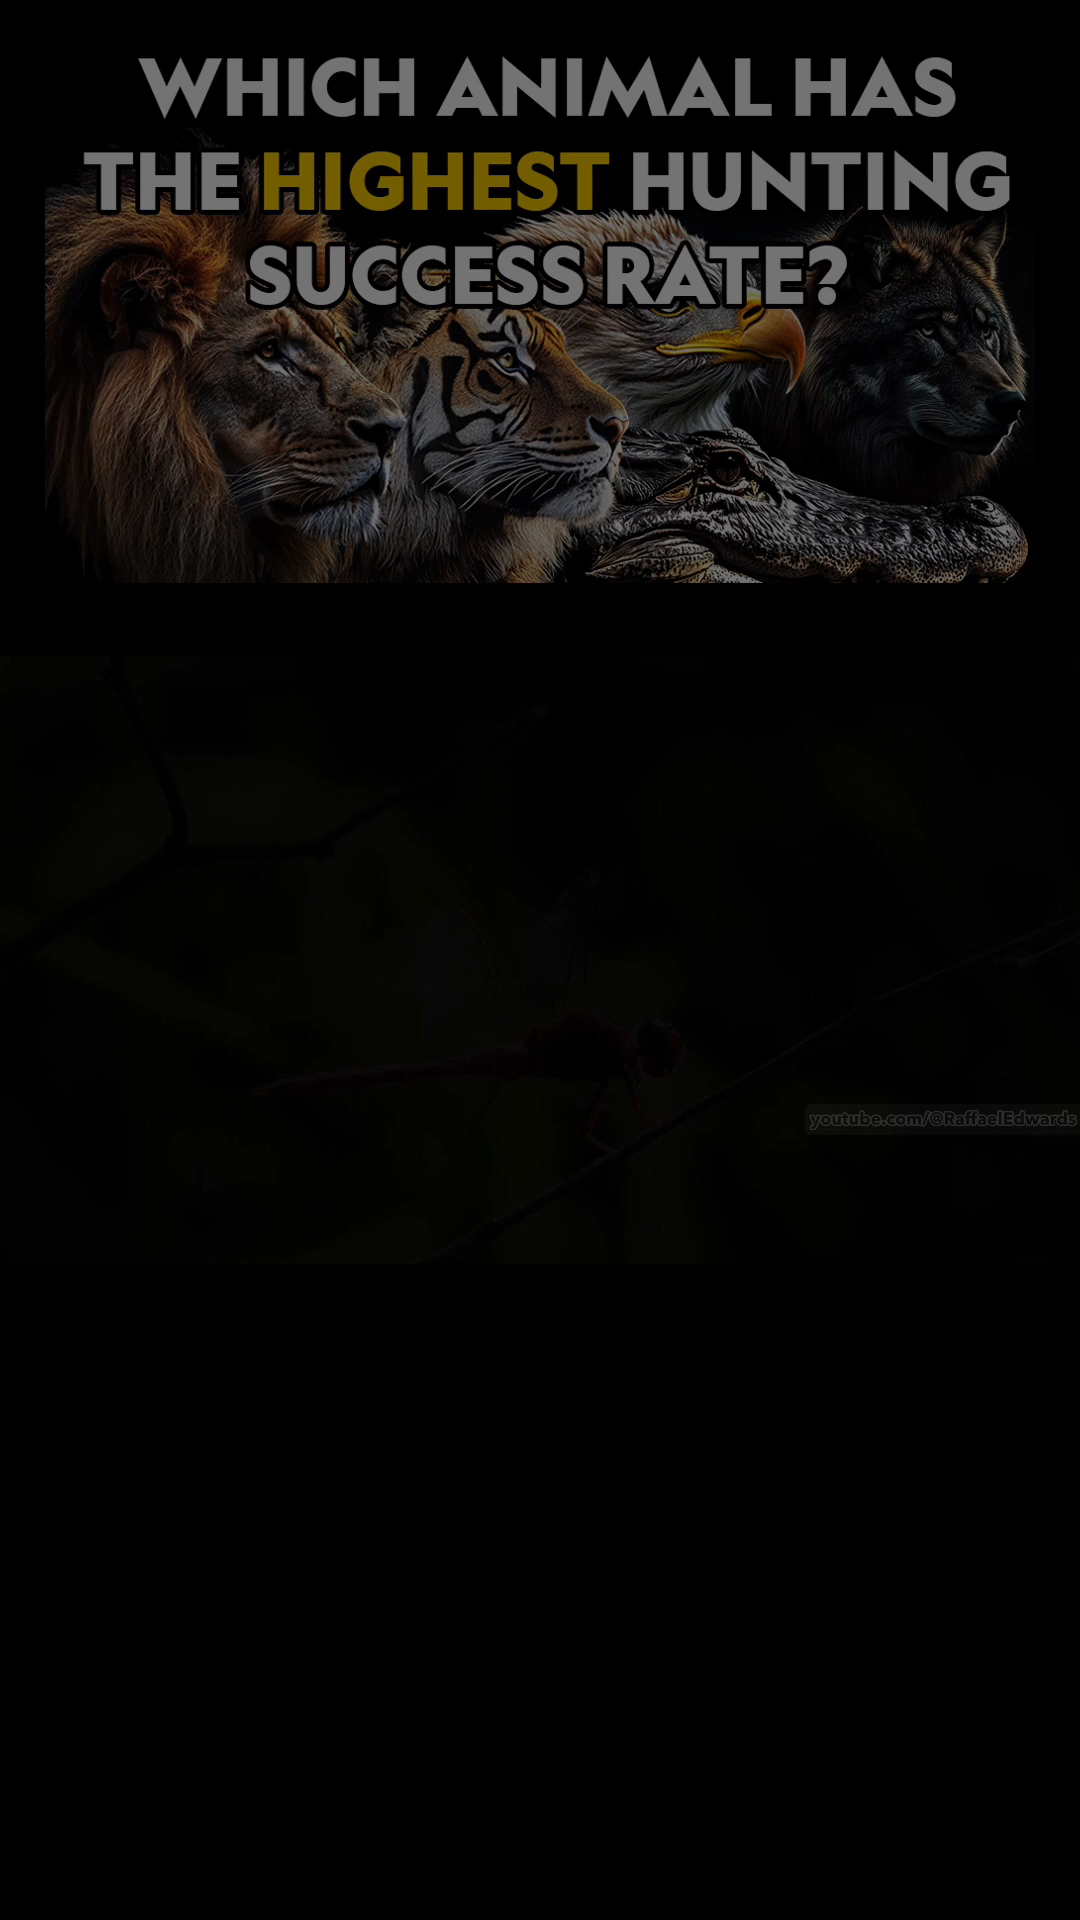 WHICH ANIMAL HAS
THE HIGHEST HUNTING
SUCCESS RATE?
youtube.com/@RaffaelEdwards